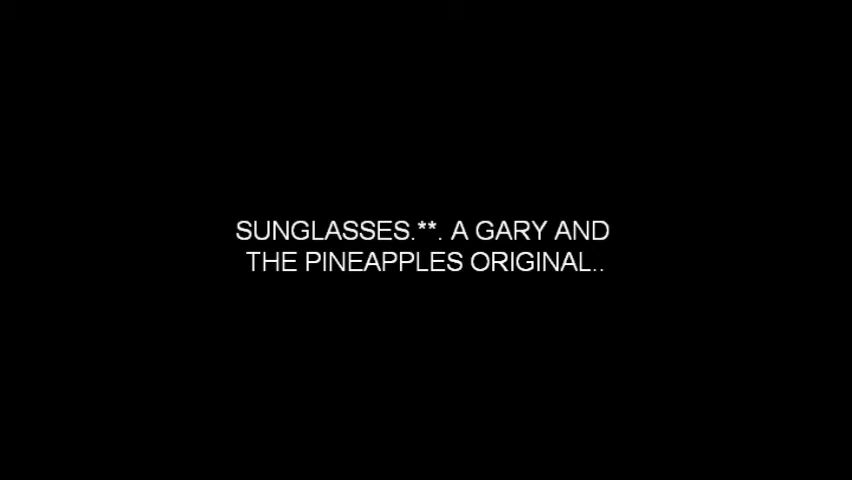 SUNGLASSES.**. A GARY AND
THE PINEAPPLES ORIGINAL..